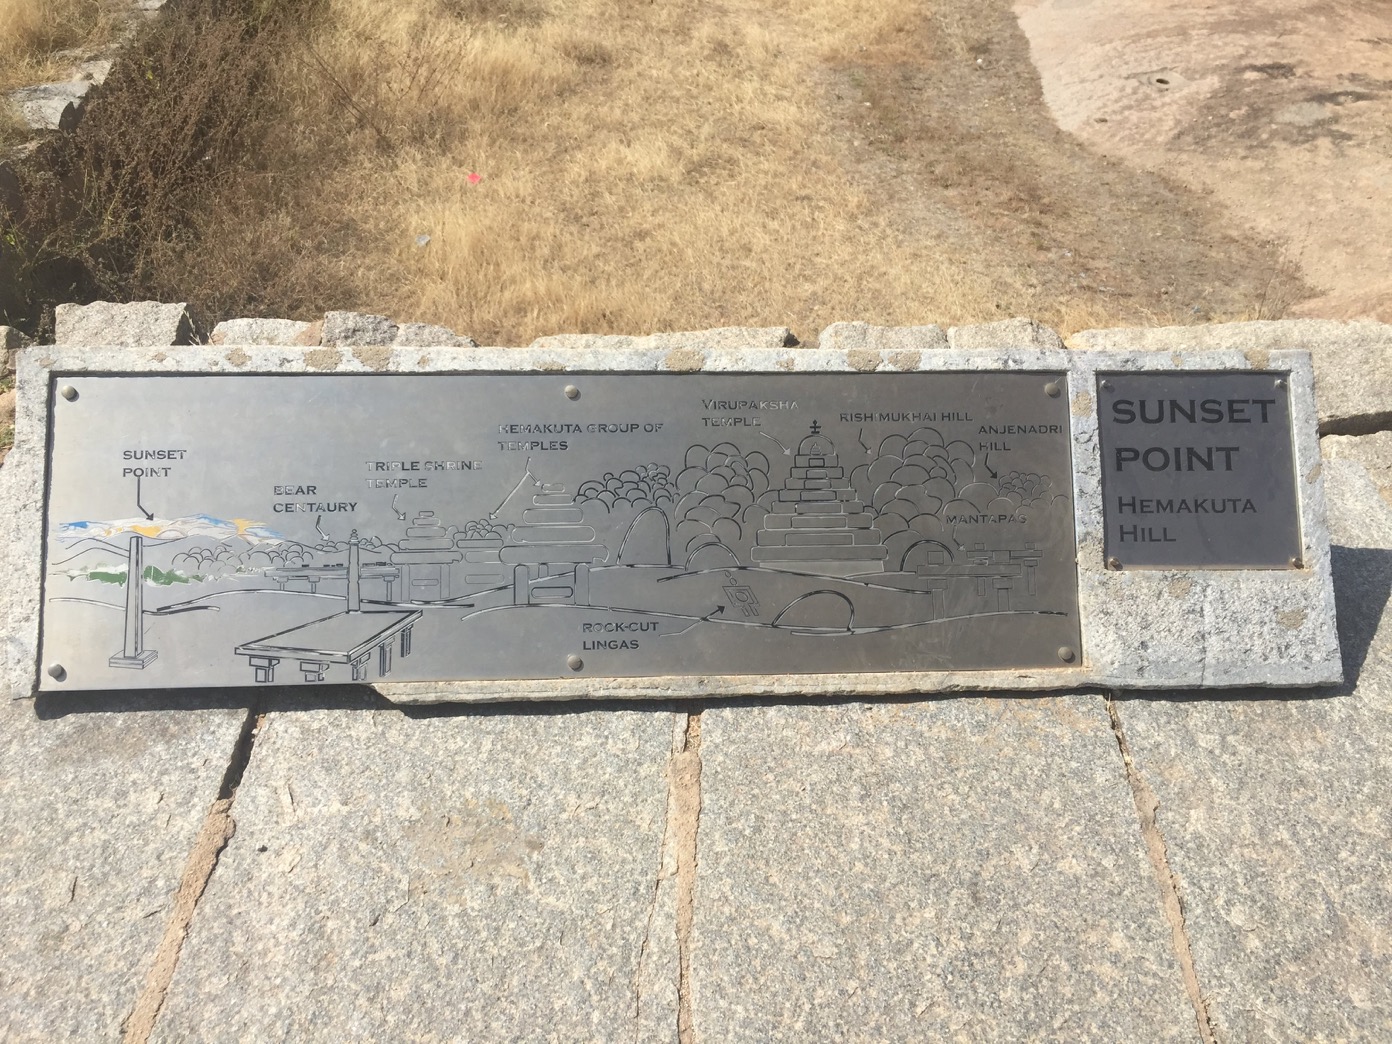 SUNSET
POINT
BEAR
CENTAURY
TRIPLE SHRINE
TEMPLE
HEMAKUTA GROUP OF
TEMPLES
VIRUPAKSHA
TEMPLE
RISHIMUKHAI HILL
ANJENADRI
HILL
MANTAPAS
ROCK-CUT
LINGAS
SUNSET
POINT
HEMAKUTA
HILL